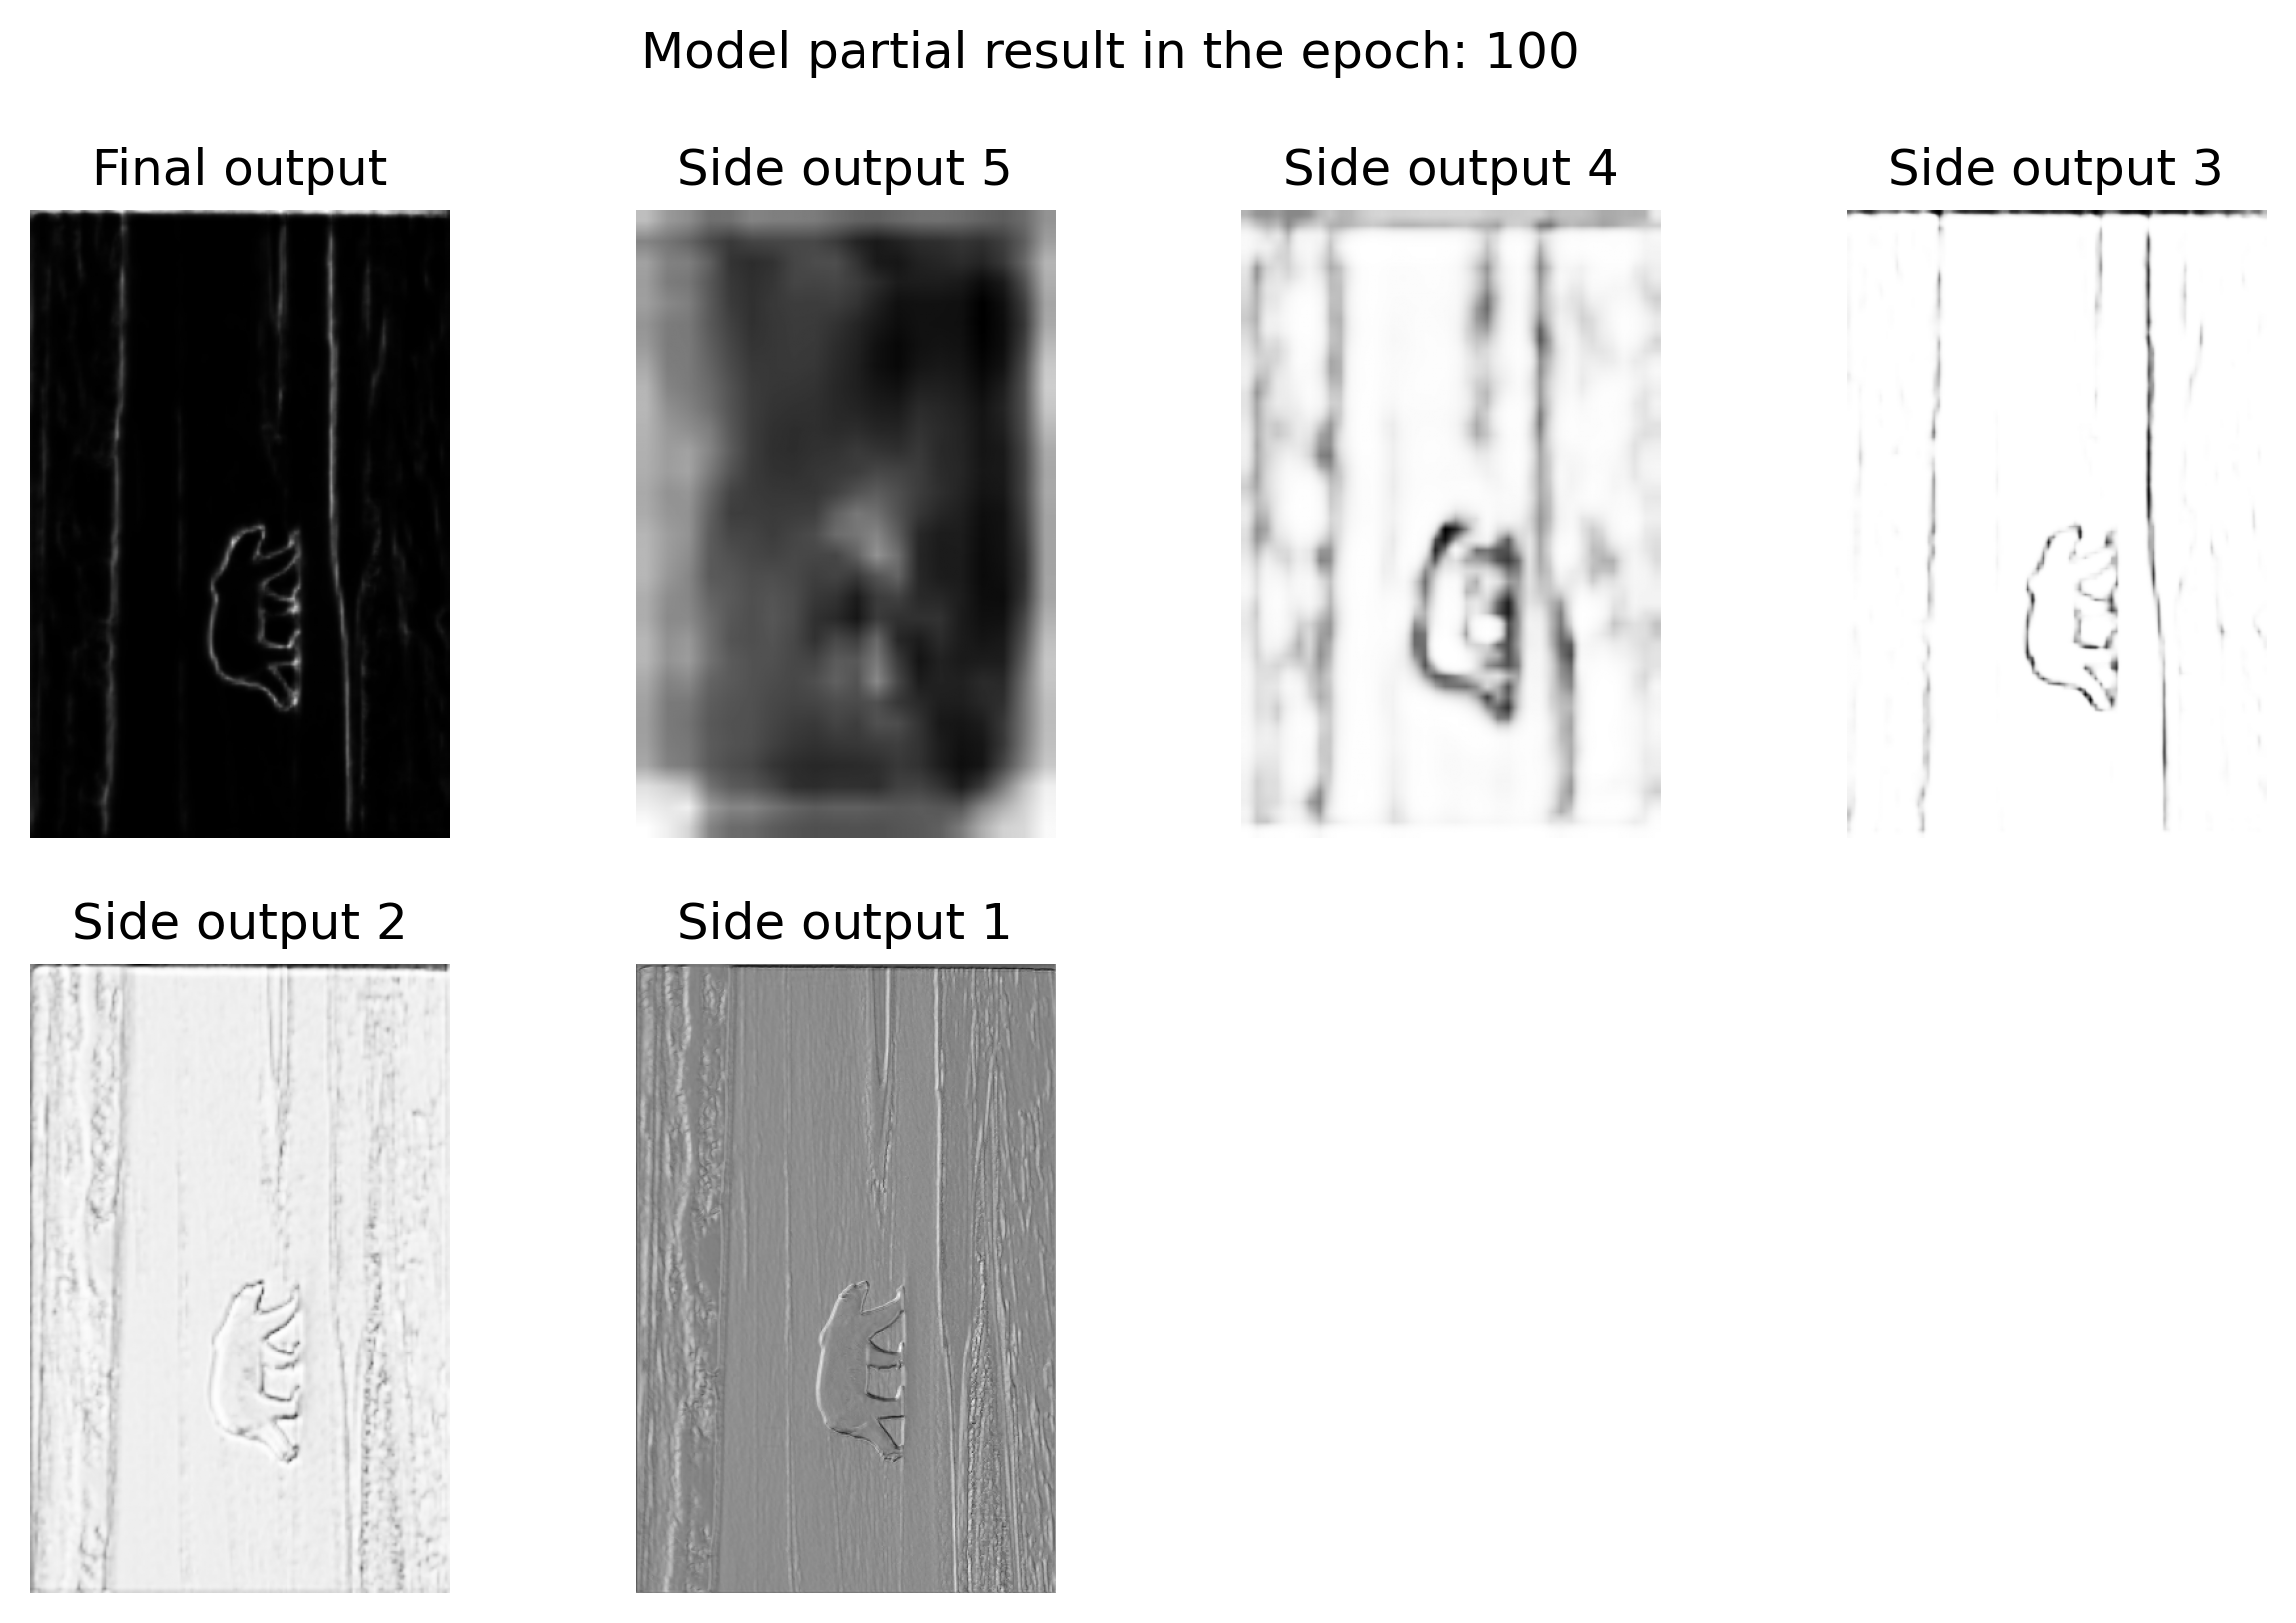 Model partial result in the epoch: 100
Final output
Side output 5
Side output 4
Side output 3
Side output 2
Side output 1